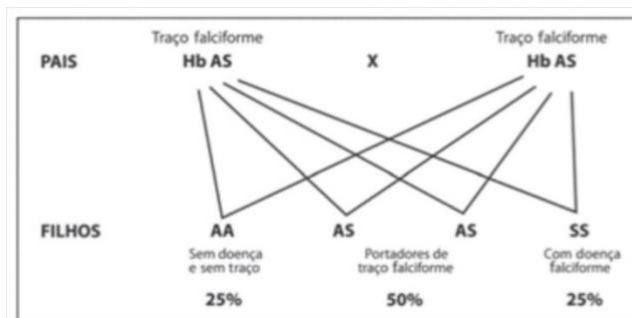 Traço falciforme Traço falciforme
PAIS Hb AS X Hb AS
FILHOS AA AS AS SS
Sem doença Portadores de Com doença
e sem traço traço falciforme falciforme
25% 50% 25%